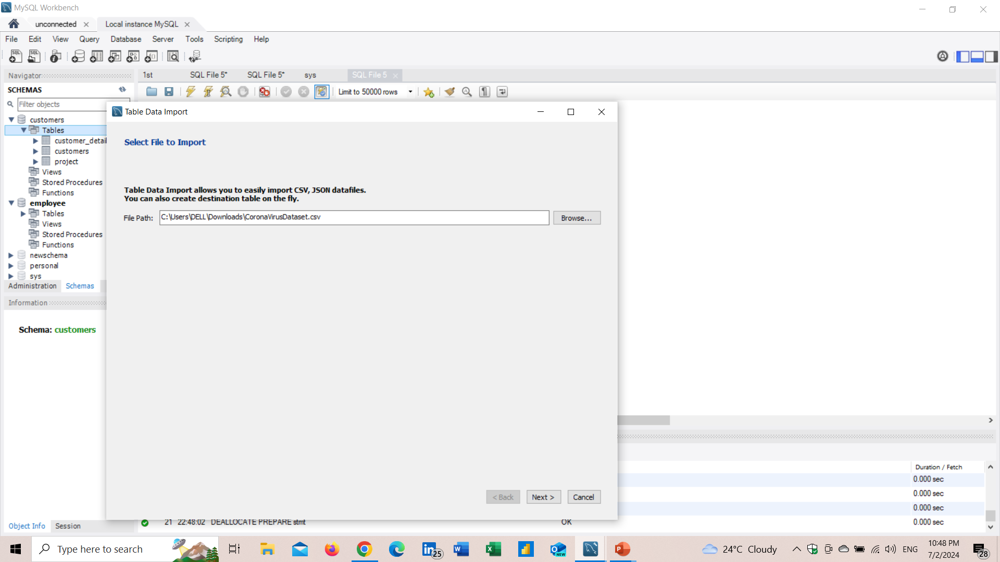 MySQL Workbench
unconnected
Local instance MySQL
File Edit View Query Database Server Tools Scripting Help
Navigator
1st SQL File 5* SQL File 5* sys SQL File 5
SCHEMAS
Limit to 50000 rows
Filter objects
Table Data Import
customers
Tables
customer_detail
customers
project
Views
Stored Procedures
Functions
employee
Tables
Views
Stored Procedures
Functions
newschema
personal
sys
Administration Schemas
Information
Schema: customers
Select File to Import
Table Data Import allows you to easily import CSV, JSON datafiles.
You can also create destination table on the fly.
File Path: C:\Users\DELL\Downloads\CoronaVirusDataset.csv Browse...
< Back Next > Cancel
Duration / Fetch
0.000 sec
0.000 sec
0.000 sec
21 22:48:02 DEALLOCATE PREPARE stmt OK 0.000 sec
Object Info Session
Type here to search
25
NEW
24°C Cloudy
ENG
10:48 PM
7/2/2024
28